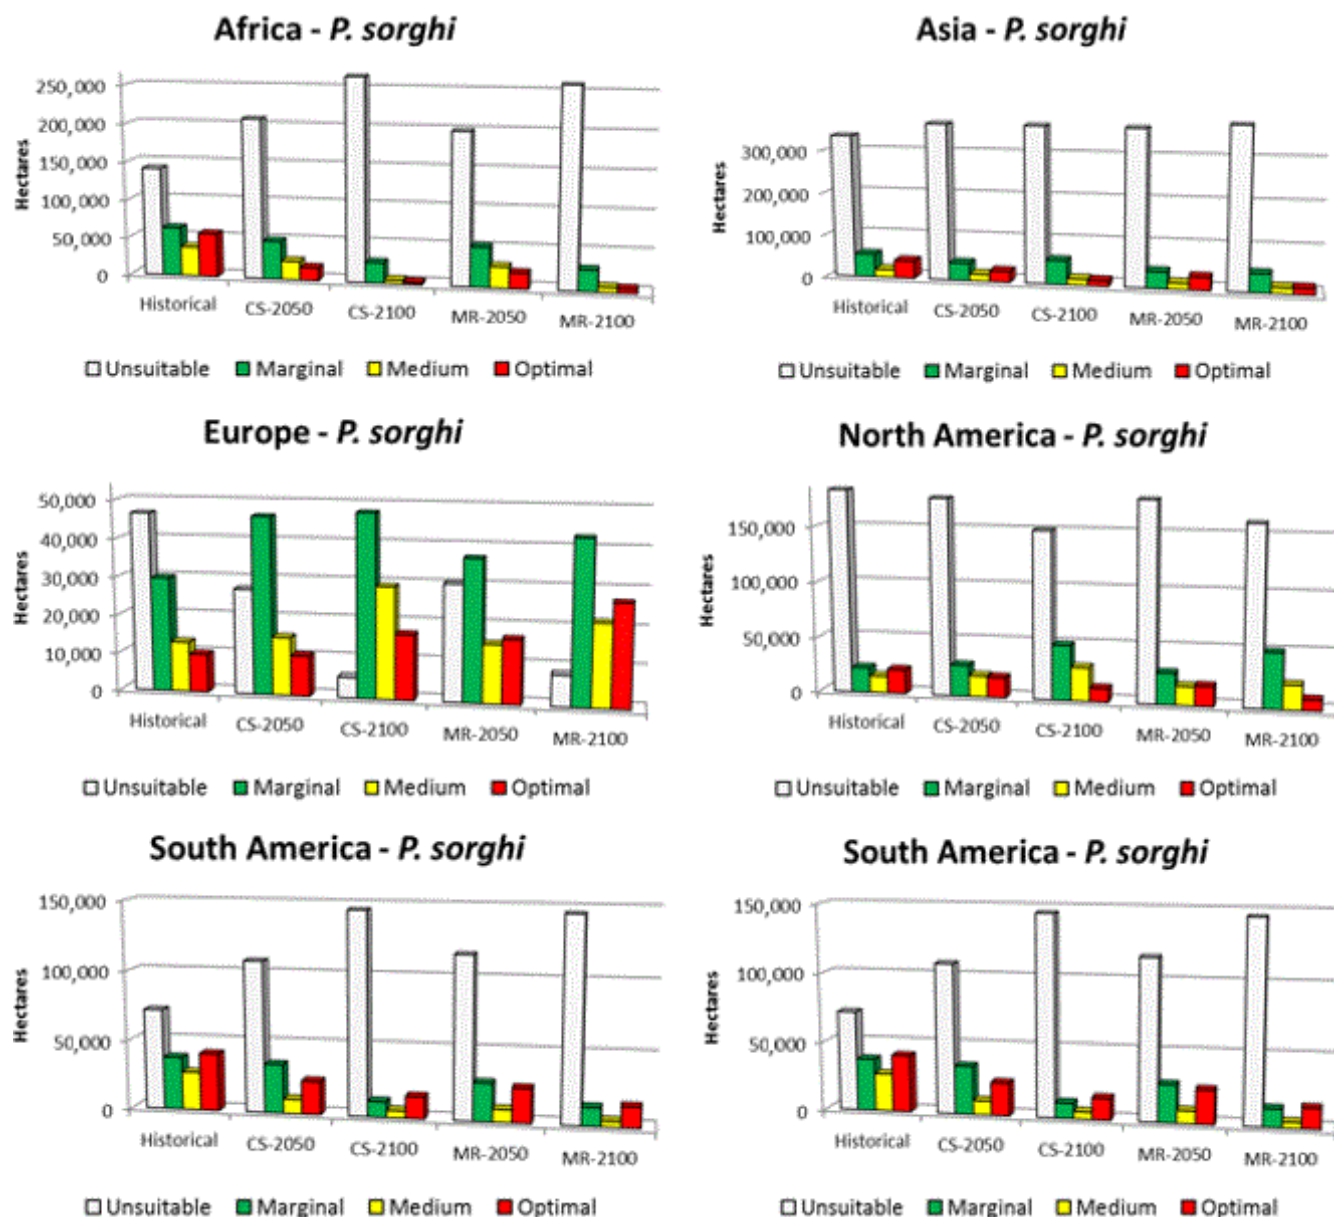 Africa - P. sorghi
Hectares
250,000
200,000
150,000
100,000
50,000
0
Historical CS-2050 CS-2100 MR-2050 MR-2100
Unsuitable Marginal Medium Optimal
Asia - P. sorghi
Hectares
300,000
200,000
100,000
0
Historical CS-2050 CS-2100 MR-2050 MR-2100
Unsuitable Marginal Medium Optimal
Europe - P. sorghi
Hectares
50,000
40,000
30,000
20,000
10,000
0
Historical CS-2050 CS-2100 MR-2050 MR-2100
Unsuitable Marginal Medium Optimal
North America - P. sorghi
Hectares
150,000
100,000
50,000
0
Historical CS-2050 CS-2100 MR-2050 MR-2100
Unsuitable Marginal Medium Optimal
South America - P. sorghi
Hectares
150,000
100,000
50,000
0
Historical CS-2050 CS-2100 MR-2050 MR-2100
Unsuitable Marginal Medium Optimal
South America - P. sorghi
Hectares
150,000
100,000
50,000
0
Historical CS-2050 CS-2100 MR-2050 MR-2100
Unsuitable Marginal Medium Optimal